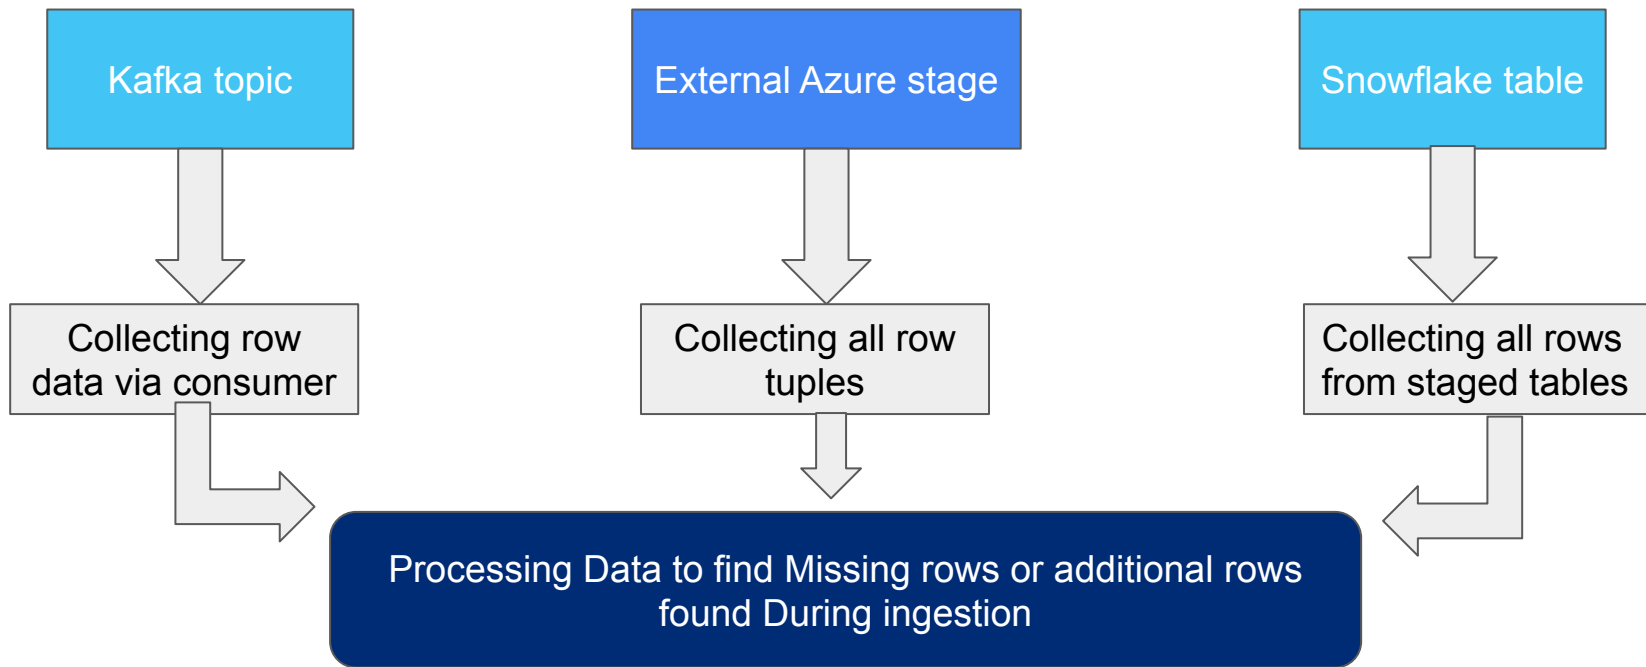 Kafka topic
External Azure stage
Snowflake table
Collecting row
data via consumer
Collecting all row
tuples
Collecting all rows
from staged tables
Processing Data to find Missing rows or additional rows
found During ingestion